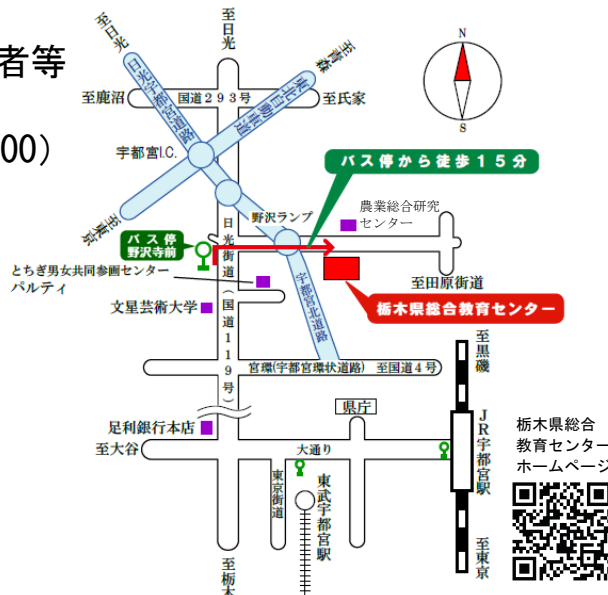 者等
00）
至日光
至日光
至青森
至鹿沼
国道２９３号
至氏家
日光宇都宮道路
東北自動車道
宇都宮I.C.
至東京
N
S
バス停から徒歩１５分
農業総合研究
センター
野沢ランプ
バス停
野沢寺前
日光街道（国道119号）
とちぎ男女共同参画センター
パルティ
至田原街道
栃木県総合教育センター
文星芸術大学
宇都宮北道路
宮環(宇都宮環状道路)
至国道４号
至黒磯
足利銀行本店
県庁
至大谷
大通り
JR宇都宮駅
東京街道
東武宇都宮駅
至栃木
至東京
栃木県総合
教育センター
ホームページ